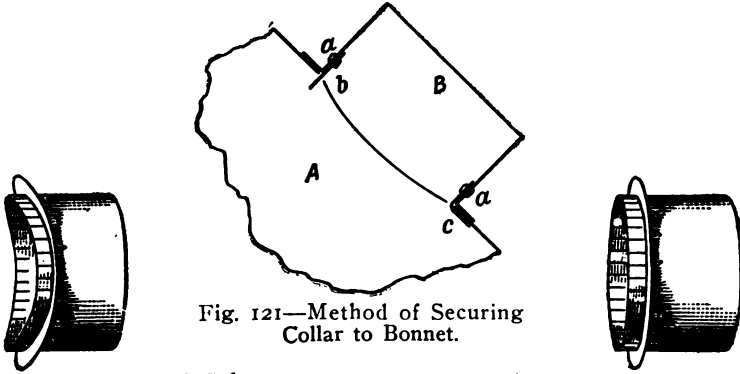 a
b
B
A
a
c
Fig. 121—Method of Securing
Collar to Bonnet.